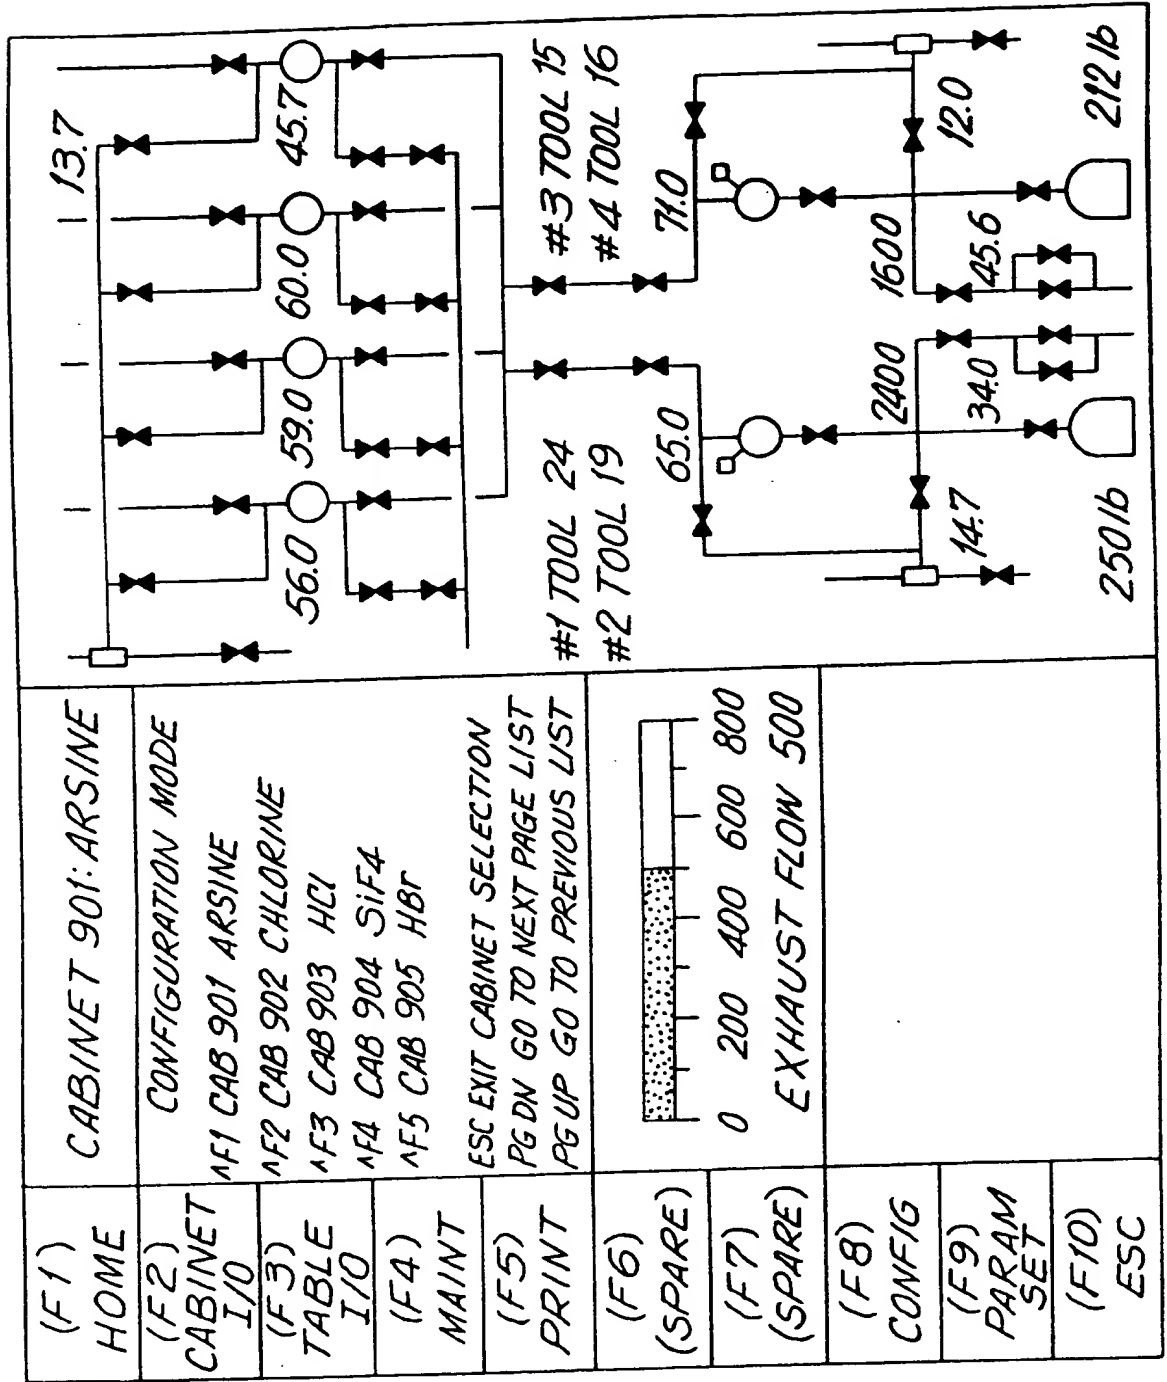 (F1)
HOME
(F2)
CABINET
I/O
(F3)
TABLE
I/O
(F4)
MAINT
(F5)
PRINT
(F6)
(SPARE)
(F7)
(SPARE)
(F8)
CONFIG
(F9)
PARAM
SET
(F10)
ESC
CABINET 901: ARSINE
CONFIGURATION MODE
^F1 CAB 901 ARSINE
^F2 CAB 902 CHLORINE
^F3 CAB 903 HCl
^F4 CAB 904 SiF4
^F5 CAB 905 HBr
ESC EXIT CABINET SELECTION
PG DN GO TO NEXT PAGE LIST
PG UP GO TO PREVIOUS LIST
0 200 400 600 800
EXHAUST FLOW 500
13.7
56.0 59.0 60.0 45.7
#1 TOOL 24
#2 TOOL 19
#3 TOOL 15
#4 TOOL 16
65.0 71.0
2400 1600
14.7 34.0 45.6 12.0
250 lb 212 lb